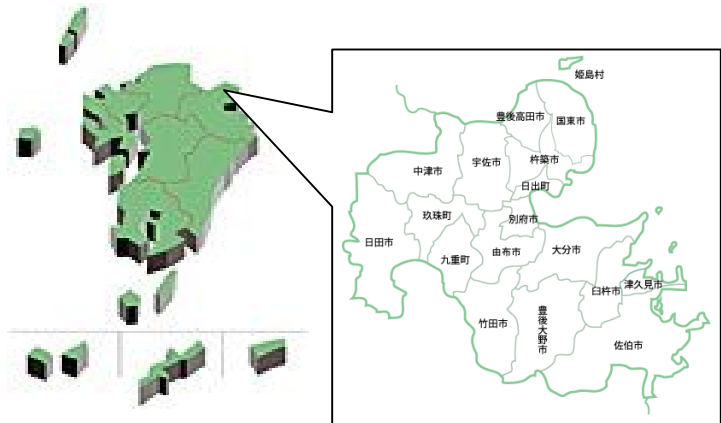 姫島村
豊後高田市
国東市
中津市
宇佐市
杵築市
日出町
玖珠町
別府市
日田市
九重町
由布市
大分市
臼杵市
津久見市
竹田市
豊後大野市
佐伯市